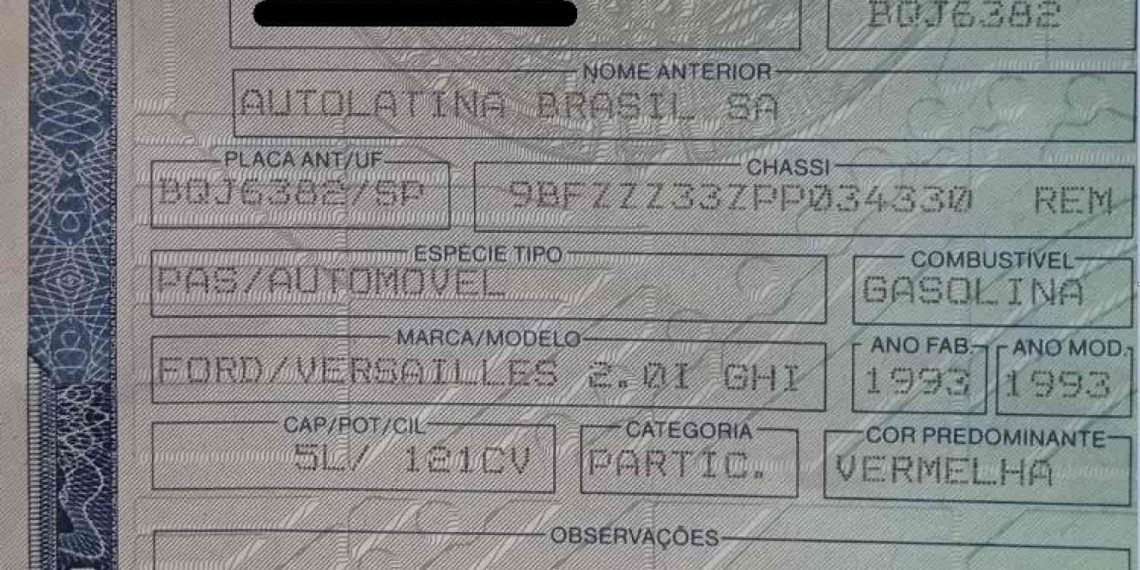 BQJ6382
NOME ANTERIOR
AUTOLATINA BRASIL SA
PLACA ANT/UF
CHASSI
BQJ6382/SP
9BFZZZ33ZPP034330 REM
ESPÉCIE TIPO
COMBUSTÍVEL
PAS/AUTOMOVEL
GASOLINA
MARCA/MODELO
ANO FAB.
ANO MOD.
FORD/VERSAILLES 2.0I GHI
1993
1993
CAP/POT/CIL
CATEGORIA
COR PREDOMINANTE
5L/ 121CV
PARTIC.
VERMELHA
OBSERVAÇÕES